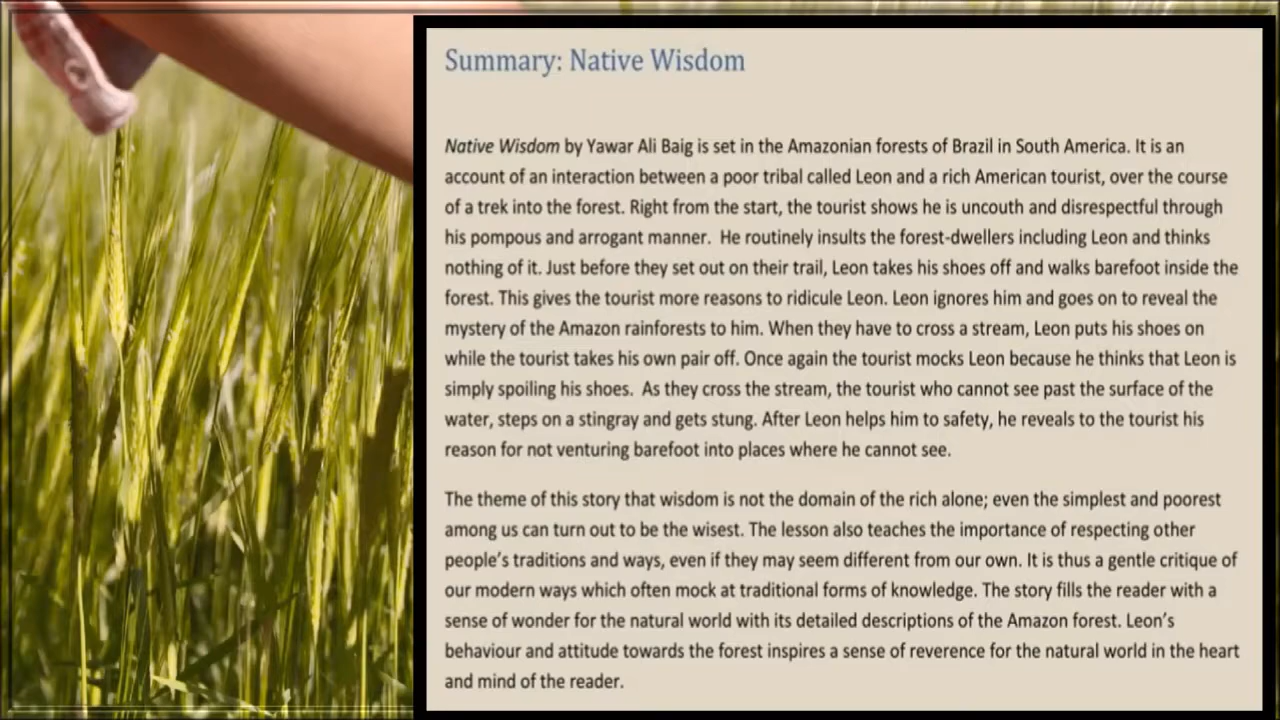 Summary: Native Wisdom
Native Wisdom by Yawar Ali Baig is set in the Amazonian forests of Brazil in South America. It is an
account of an interaction between a poor tribal called Leon and a rich American tourist, over the course
of a trek into the forest. Right from the start, the tourist shows he is uncouth and disrespectful through
his pompous and arrogant manner.  He routinely insults the forest-dwellers including Leon and thinks
nothing of it. Just before they set out on their trail, Leon takes his shoes off and walks barefoot inside the
forest. This gives the tourist more reasons to ridicule Leon. Leon ignores him and goes on to reveal the
mystery of the Amazon rainforests to him. When they have to cross a stream, Leon puts his shoes on
while the tourist takes his own pair off. Once again the tourist mocks Leon because he thinks that Leon is
simply spoiling his shoes.  As they cross the stream, the tourist who cannot see past the surface of the
water, steps on a stingray and gets stung. After Leon helps him to safety, he reveals to the tourist his
reason for not venturing barefoot into places where he cannot see.
The theme of this story that wisdom is not the domain of the rich alone; even the simplest and poorest
among us can turn out to be the wisest. The lesson also teaches the importance of respecting other
people's traditions and ways, even if they may seem different from our own. It is thus a gentle critique of
our modern ways which often mock at traditional forms of knowledge. The story fills the reader with a
sense of wonder for the natural world with its detailed descriptions of the Amazon forest. Leon's
behaviour and attitude towards the forest inspires a sense of reverence for the natural world in the heart
and mind of the reader.